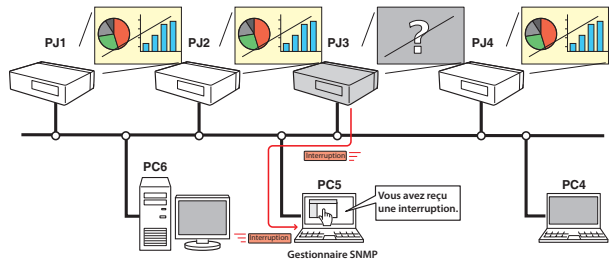 PJ1
PJ2
PJ3
?
PJ4
Interruption
PC6
PC5
Vous avez reçu
une interruption.
PC4
Interruption
Gestionnaire SNMP